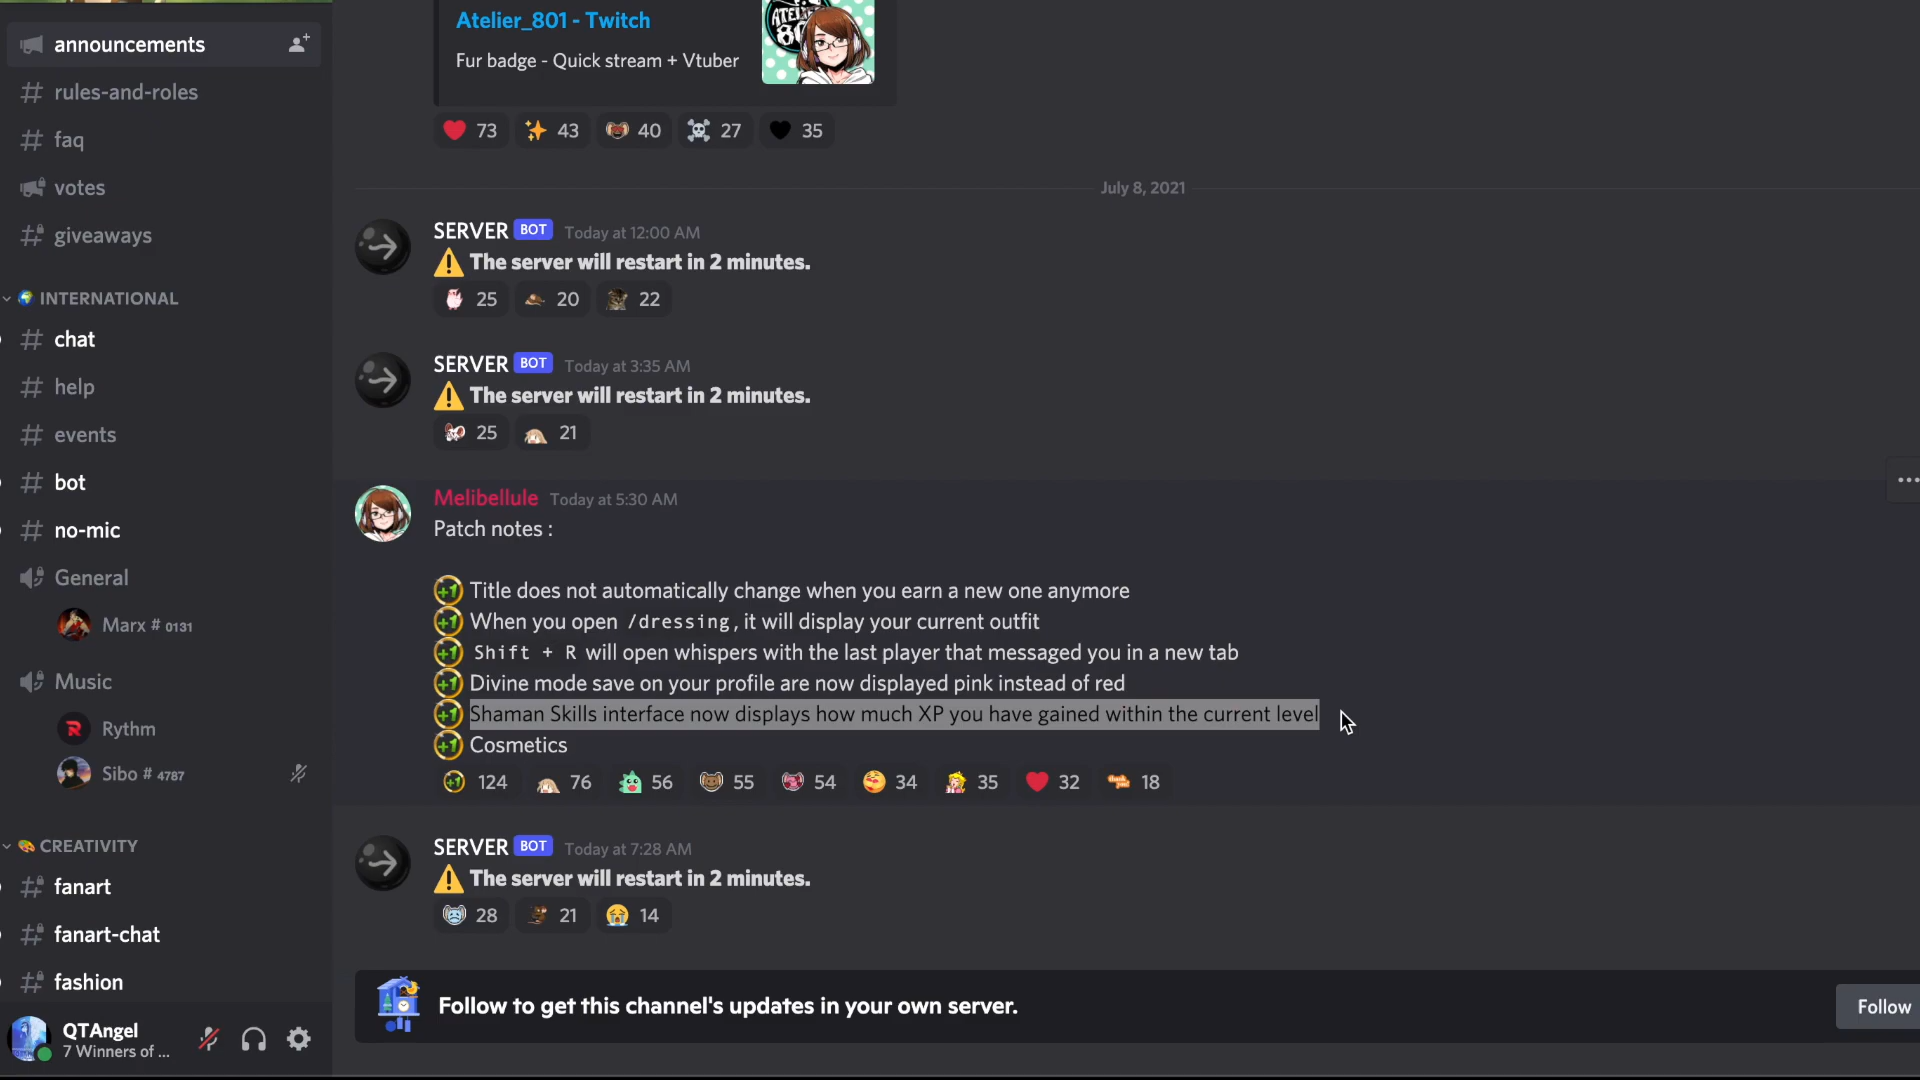 announcements
rules-and-roles
faq
votes
giveaways
INTERNATIONAL
chat
help
events
bot
no-mic
General
Marx # 0131
Music
Rythm
Sibo # 4787
CREATIVITY
fanart
fanart-chat
fashion
QTAngel
7 Winners of ...
Atelier_801 - Twitch
Fur badge - Quick stream + Vtuber
73 43 40 27 35
July 8, 2021
SERVER BOT Today at 12:00 AM
The server will restart in 2 minutes.
25 20 22
SERVER BOT Today at 3:35 AM
The server will restart in 2 minutes.
25 21
Melibellule Today at 5:30 AM
Patch notes :
+1 Title does not automatically change when you earn a new one anymore
+1 When you open /dressing, it will display your current outfit
+1 Shift + R will open whispers with the last player that messaged you in a new tab
+1 Divine mode save on your profile are now displayed pink instead of red
+1 Shaman Skills interface now displays how much XP you have gained within the current level
+1 Cosmetics
+1 124 76 56 55 54 34 35 32 18
SERVER BOT Today at 7:28 AM
The server will restart in 2 minutes.
28 21 14
Follow to get this channel's updates in your own server.
Follow